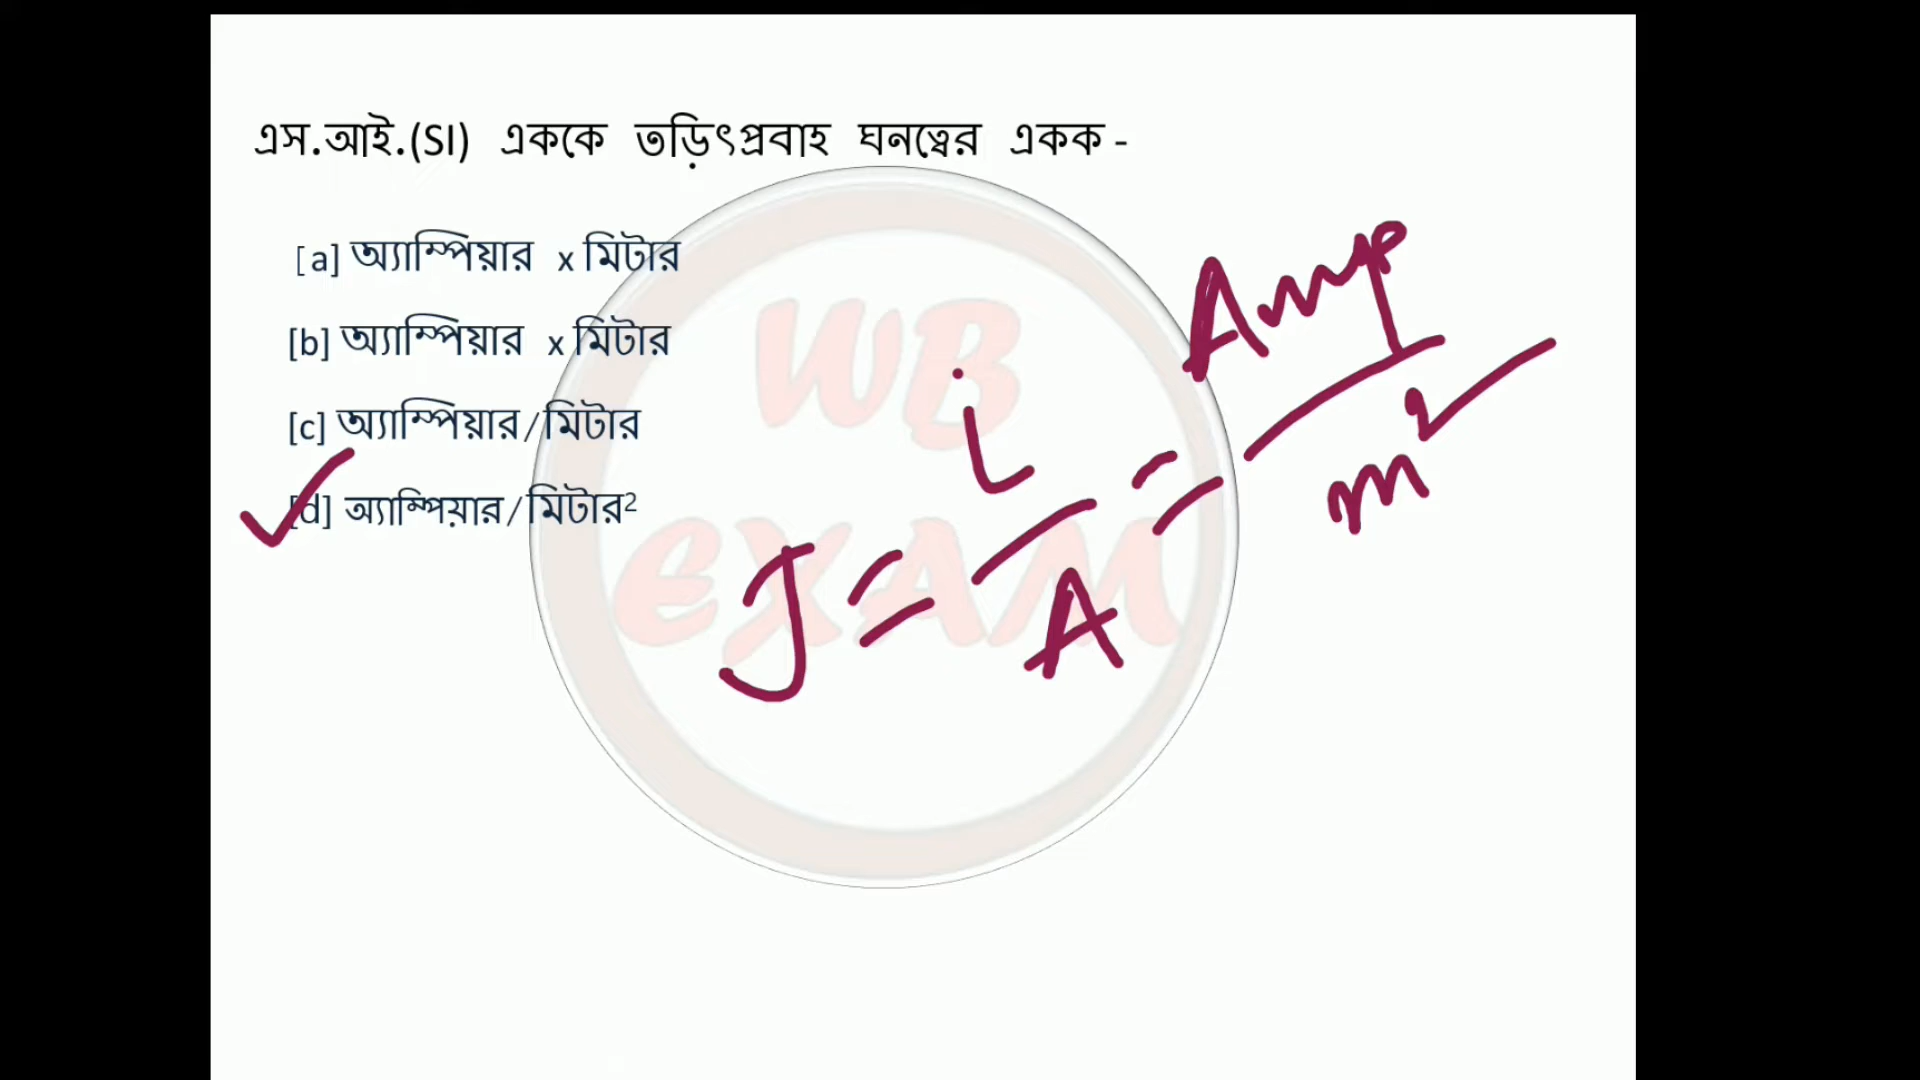 এস.আই.(SI) এককে তড়িৎপ্রবাহ ঘনত্বের একক -
[a] অ্যাম্পিয়ার x মিটার
[b] অ্যাম্পিয়ার x মিটার
[c] অ্যাম্পিয়ার/মিটার
[d] অ্যাম্পিয়ার/মিটার²
WB
EXAM
J = i/A = Amp/m²